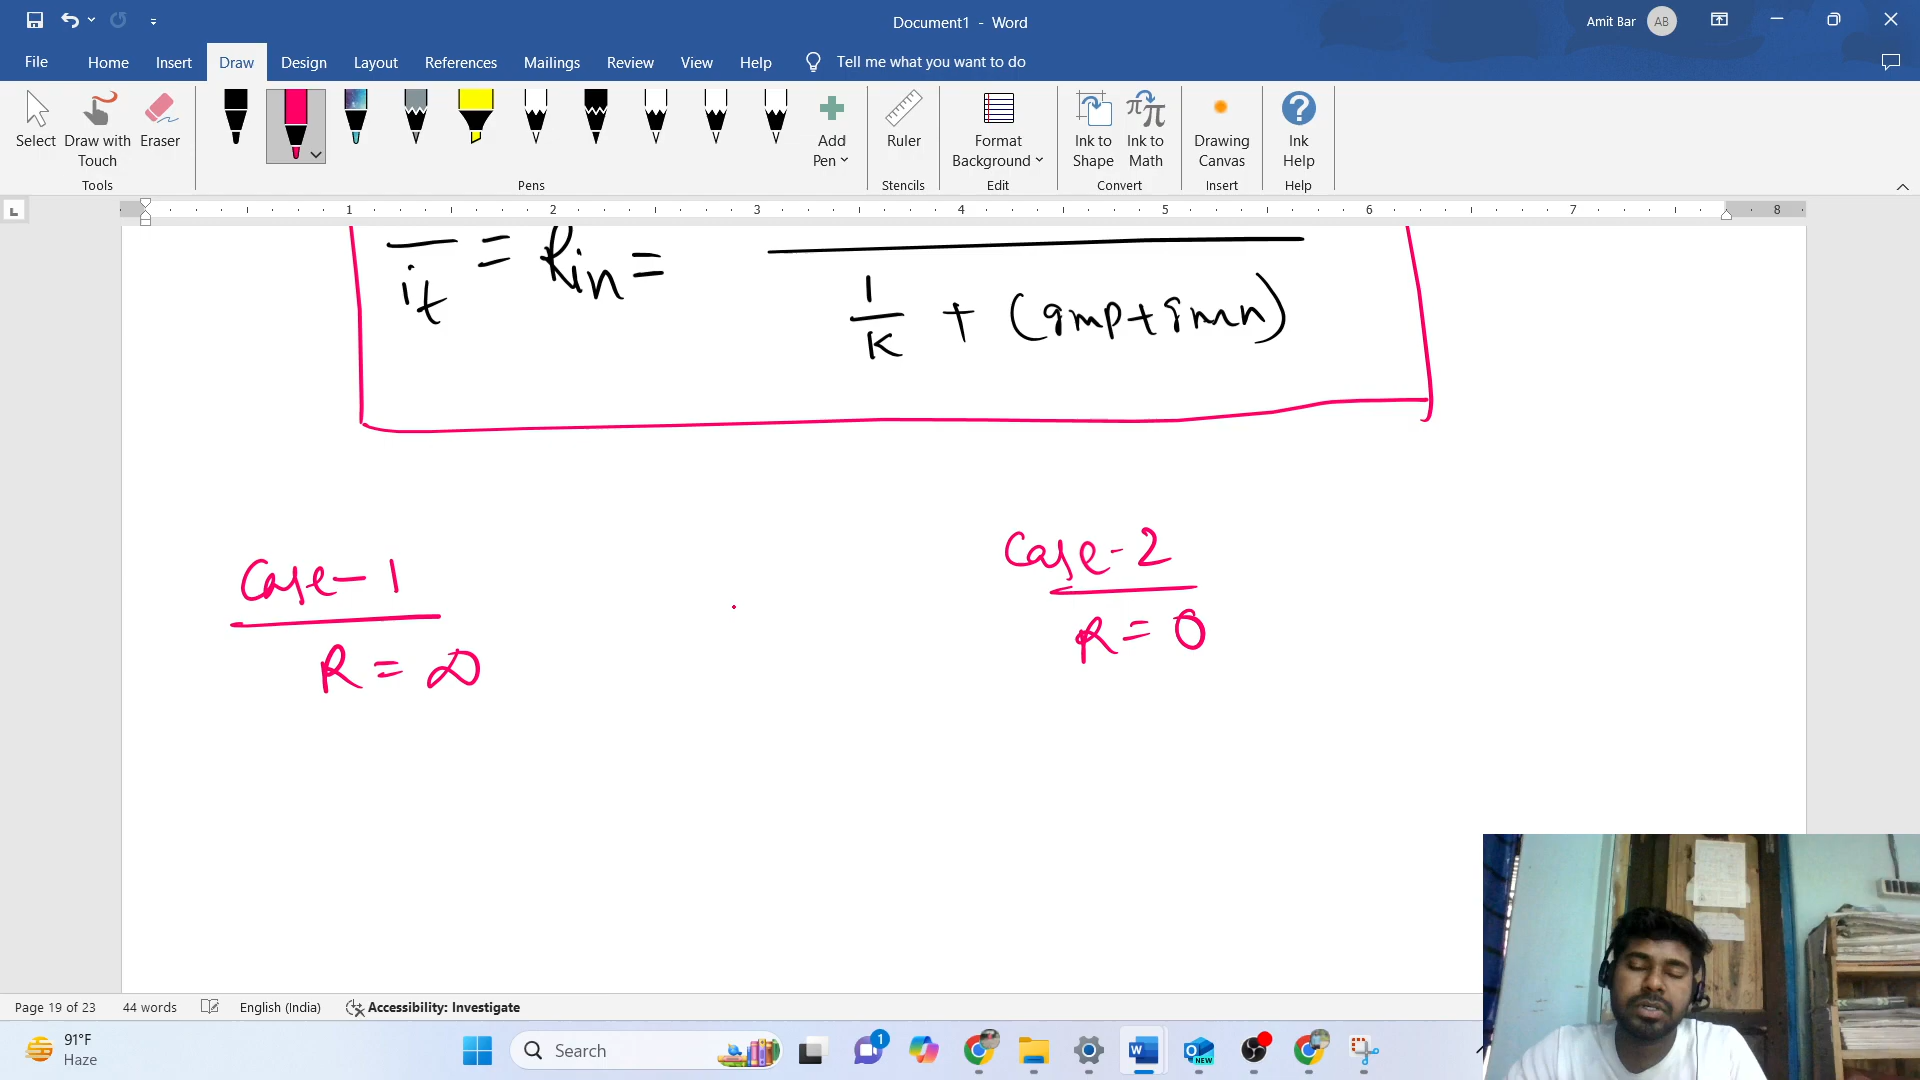 Document1 - Word
Amit Bar AB
File Home Insert Draw Design Layout References Mailings Review View Help Tell me what you want to do
Select Draw with Touch Eraser
Add Pen
Ruler
Format Background
Ink to Shape Ink to Math
Drawing Canvas
Ink Help
Tools Pens Stencils Edit Convert Insert Help
1 2 3 4 5 6 7 8
it = Rin =
1/K + (gmp+gmn)
Case-1
R = ∞
Case-2
R = 0
Page 19 of 23 44 words English (India) Accessibility: Investigate
91°F
Haze
Search
1
NEW